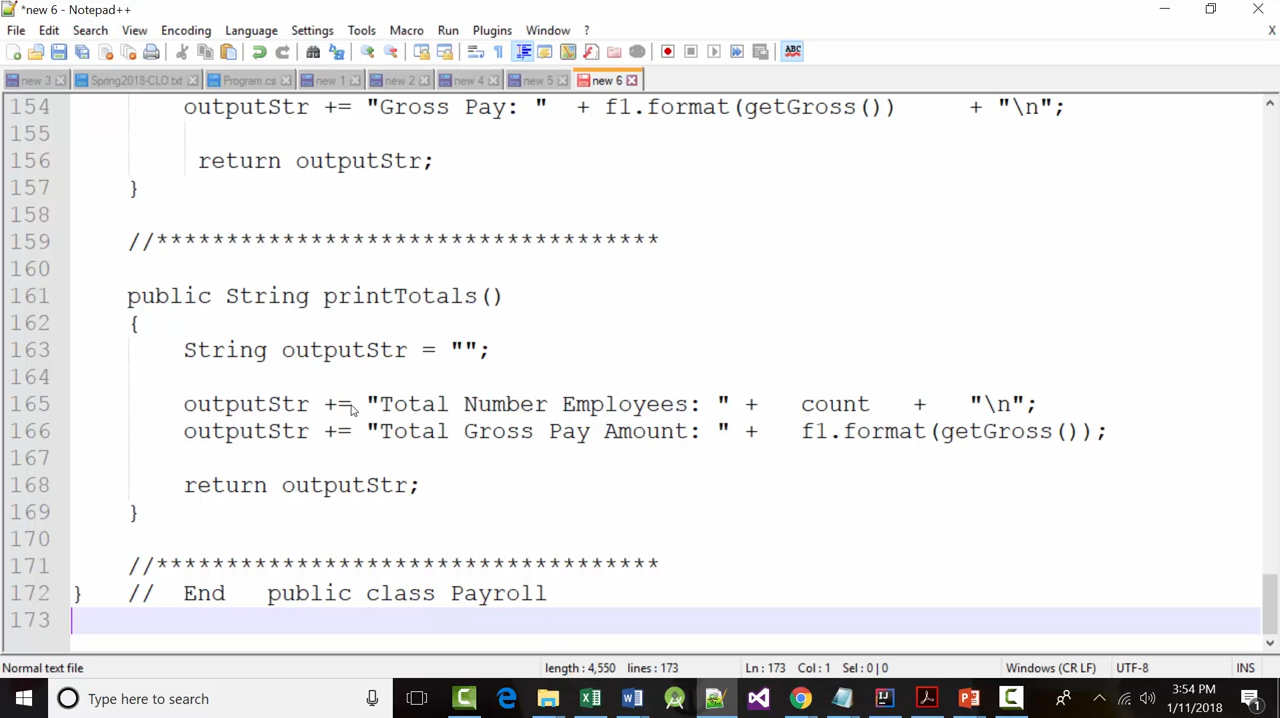 *new 6 - Notepad++
File Edit Search View Encoding Language Settings Tools Macro Run Plugins Window ? X
ABC
new 3 Spring2018-CLO.txt Program.cs new 1 new 2 new 4 new 5 new 6
154 outputStr += "Gross Pay: " + f1.format(getGross()) + "\n";
155
156 return outputStr;
157 }
158
159 //************************************
160
161 public String printTotals()
162 {
163 String outputStr = "";
164
165 outputStr += "Total Number Employees: " + count + "\n";
166 outputStr += "Total Gross Pay Amount: " + f1.format(getGross());
167
168 return outputStr;
169 }
170
171 //************************************
172 } // End public class Payroll
173
Normal text file length : 4,550 lines : 173 Ln : 173 Col : 1 Sel : 0 | 0 Windows (CR LF) UTF-8 INS
Type here to search
3:54 PM
1/11/2018